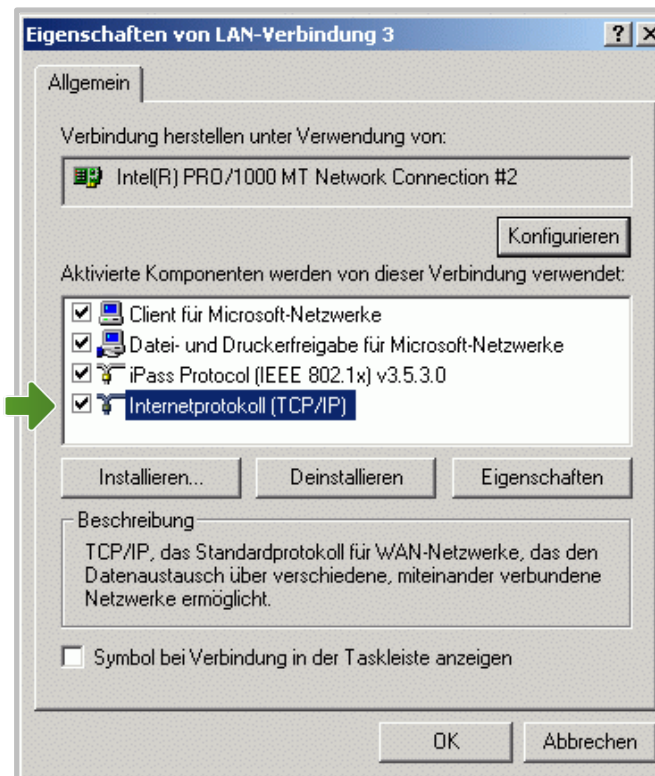 Eigenschaften von LAN-Verbindung 3
Allgemein
Verbindung herstellen unter Verwendung von:
Intel(R) PRO/1000 MT Network Connection #2
Konfigurieren
Aktivierte Komponenten werden von dieser Verbindung verwendet:
Client für Microsoft-Netzwerke
Datei- und Druckerfreigabe für Microsoft-Netzwerke
iPass Protocol (IEEE 802.1x) v3.5.3.0
Internetprotokoll (TCP/IP)
Installieren... Deinstallieren Eigenschaften
Beschreibung
TCP/IP, das Standardprotokoll für WAN-Netzwerke, das den
Datenaustausch über verschiedene, miteinander verbundene
Netzwerke ermöglicht.
Symbol bei Verbindung in der Taskleiste anzeigen
OK Abbrechen